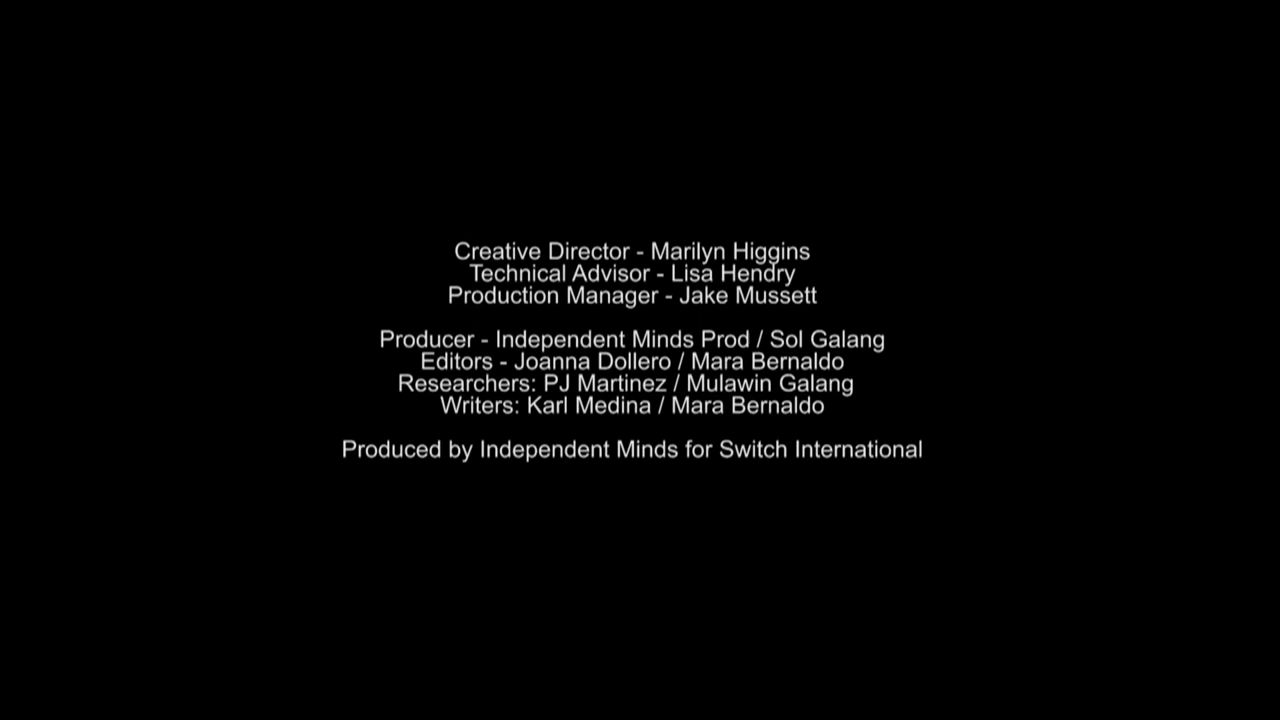 Creative Director - Marilyn Higgins
Technical Advisor - Lisa Hendry
Production Manager - Jake Mussett
Producer - Independent Minds Prod / Sol Galang
Editors - Joanna Dollero / Mara Bernaldo
Researchers: PJ Martinez / Mulawin Galang
Writers: Karl Medina / Mara Bernaldo
Produced by Independent Minds for Switch International